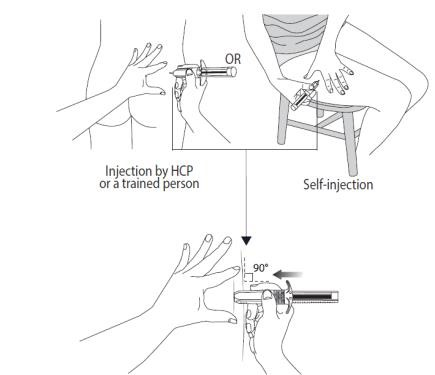 OR
Injection by HCP
or a trained person
Self-injection
90°